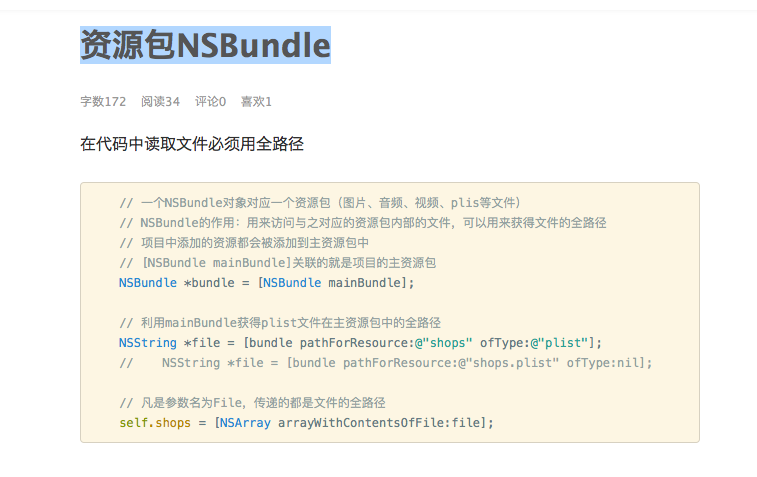 资源包NSBundle
字数172 阅读34 评论0 喜欢1
在代码中读取文件必须用全路径
// 一个NSBundle对象对应一个资源包（图片、音频、视频、plis等文件）
// NSBundle的作用：用来访问与之对应的资源包内部的文件，可以用来获得文件的全路径
// 项目中添加的资源都会被添加到主资源包中
// [NSBundle mainBundle]关联的就是项目的主资源包
NSBundle *bundle = [NSBundle mainBundle];
// 利用mainBundle获得plist文件在主资源包中的全路径
NSString *file = [bundle pathForResource:@"shops" ofType:@"plist"];
//    NSString *file = [bundle pathForResource:@"shops.plist" ofType:nil];
// 凡是参数名为File，传递的都是文件的全路径
self.shops = [NSArray arrayWithContentsOfFile:file];